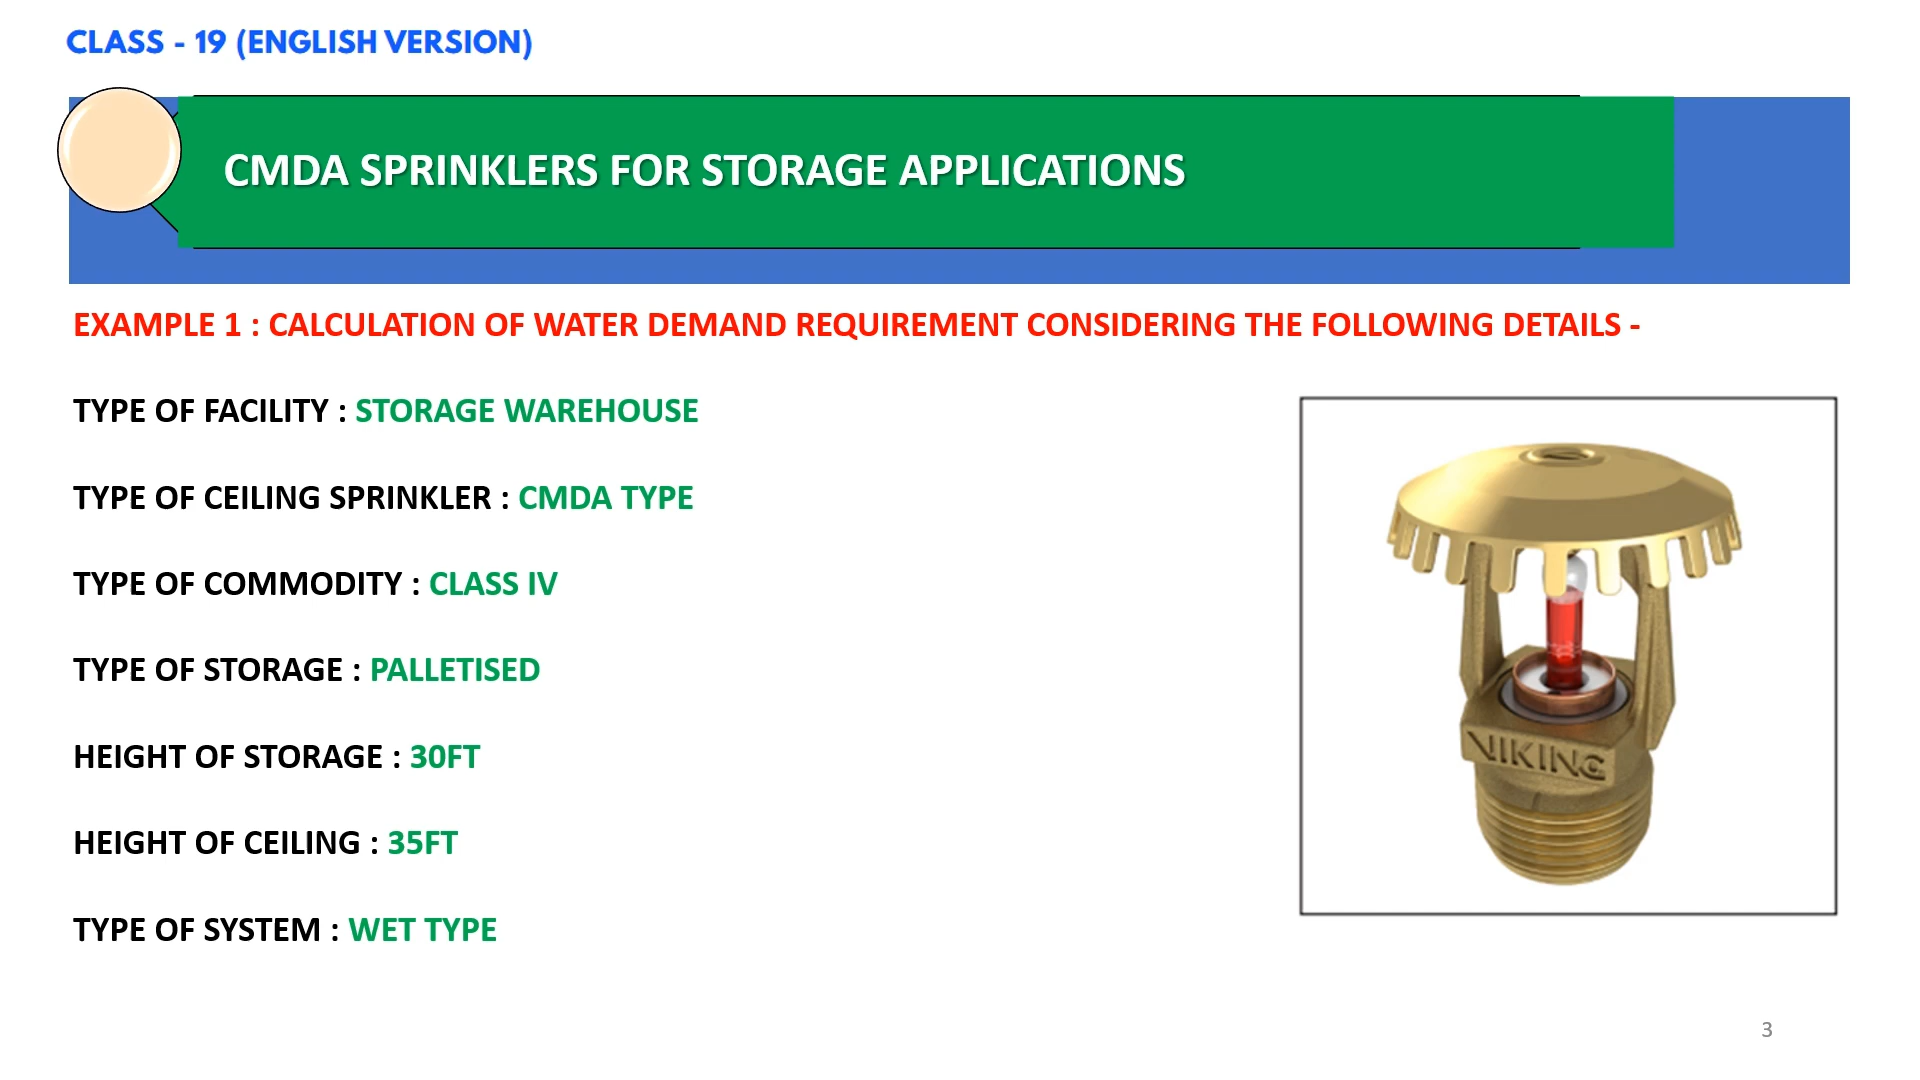 CLASS - 19 (ENGLISH VERSION)
CMDA SPRINKLERS FOR STORAGE APPLICATIONS
EXAMPLE 1 : CALCULATION OF WATER DEMAND REQUIREMENT CONSIDERING THE FOLLOWING DETAILS -
TYPE OF FACILITY : STORAGE WAREHOUSE
TYPE OF CEILING SPRINKLER : CMDA TYPE
TYPE OF COMMODITY : CLASS IV
TYPE OF STORAGE : PALLETISED
HEIGHT OF STORAGE : 30FT
HEIGHT OF CEILING : 35FT
TYPE OF SYSTEM : WET TYPE
VIKING
3